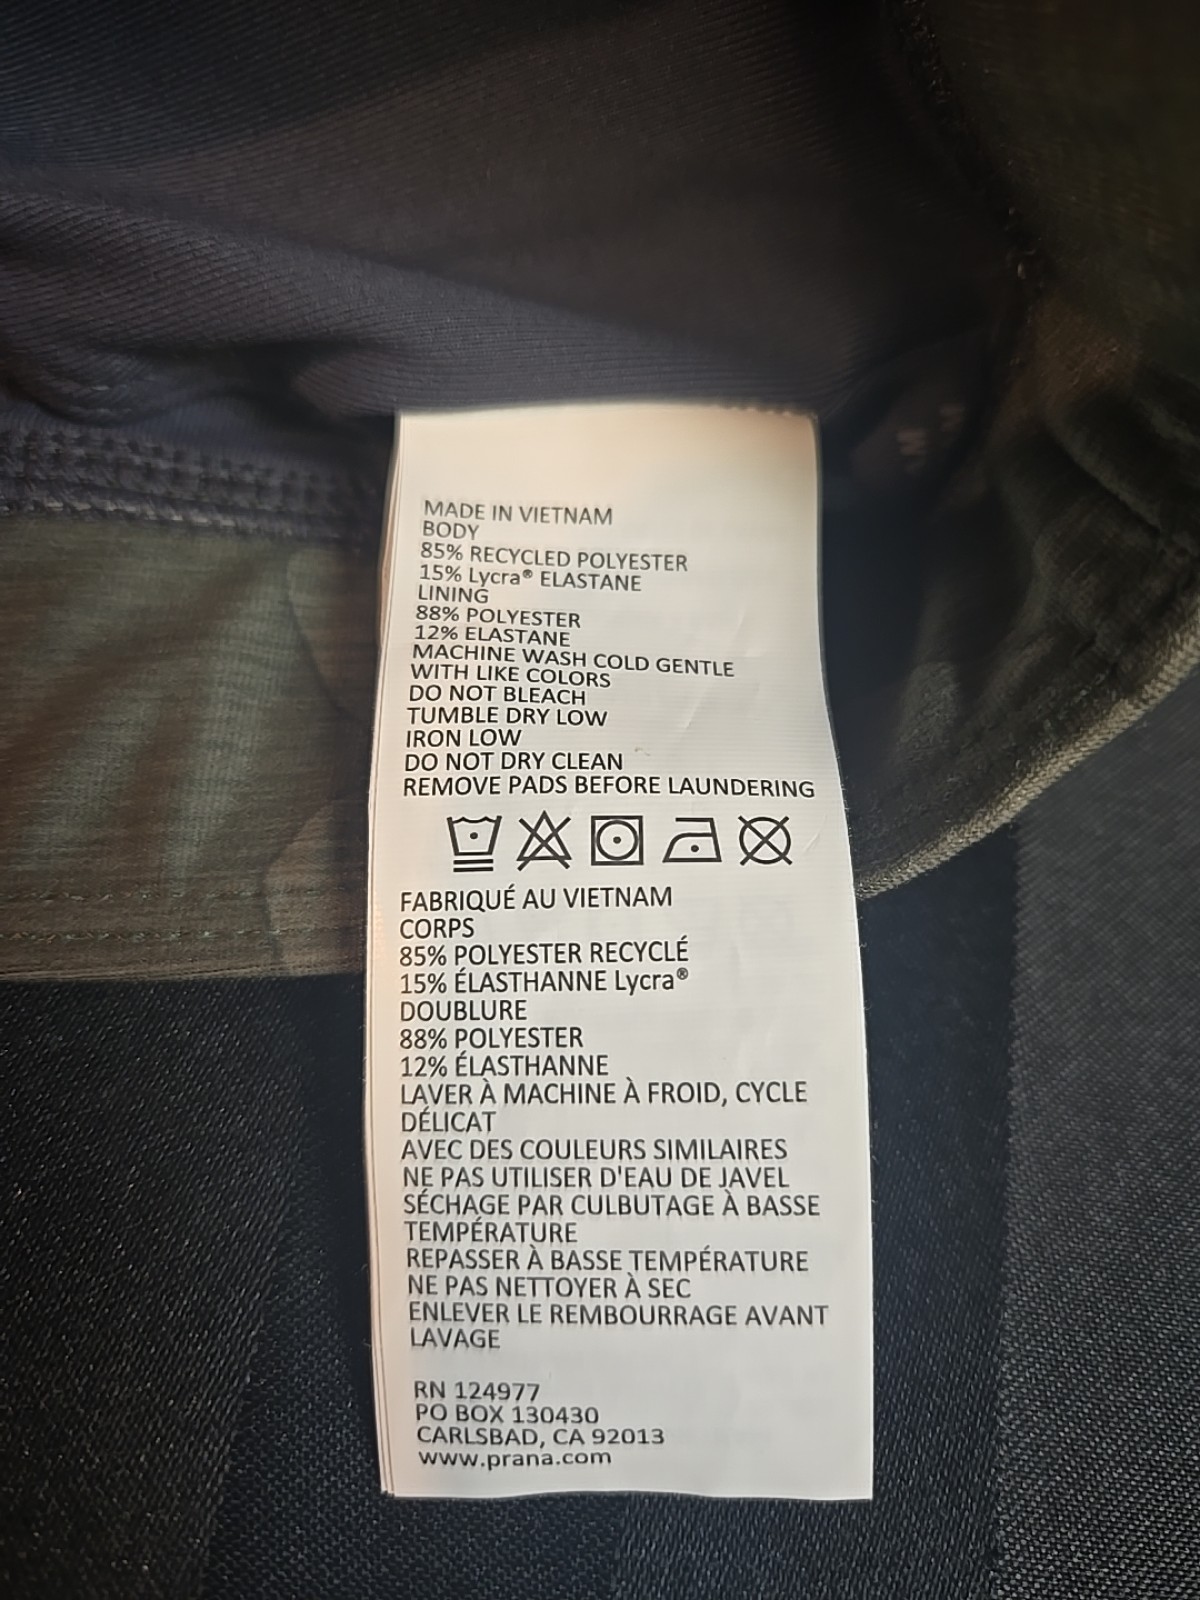 MADE IN VIETNAM
BODY
85% RECYCLED POLYESTER
15% Lycra® ELASTANE
LINING
88% POLYESTER
12% ELASTANE
MACHINE WASH COLD GENTLE
WITH LIKE COLORS
DO NOT BLEACH
TUMBLE DRY LOW
IRON LOW
DO NOT DRY CLEAN
REMOVE PADS BEFORE LAUNDERING
FABRIQUÉ AU VIETNAM
CORPS
85% POLYESTER RECYCLÉ
15% ÉLASTHANNE Lycra®
DOUBLURE
88% POLYESTER
12% ÉLASTHANNE
LAVER À MACHINE À FROID, CYCLE
DÉLICAT
AVEC DES COULEURS SIMILAIRES
NE PAS UTILISER D'EAU DE JAVEL
SÉCHAGE PAR CULBUTAGE À BASSE
TEMPÉRATURE
REPASSER À BASSE TEMPÉRATURE
NE PAS NETTOYER À SEC
ENLEVER LE REMBOURRAGE AVANT
LAVAGE
RN 124977
PO BOX 130430
CARLSBAD, CA 92013
www.prana.com